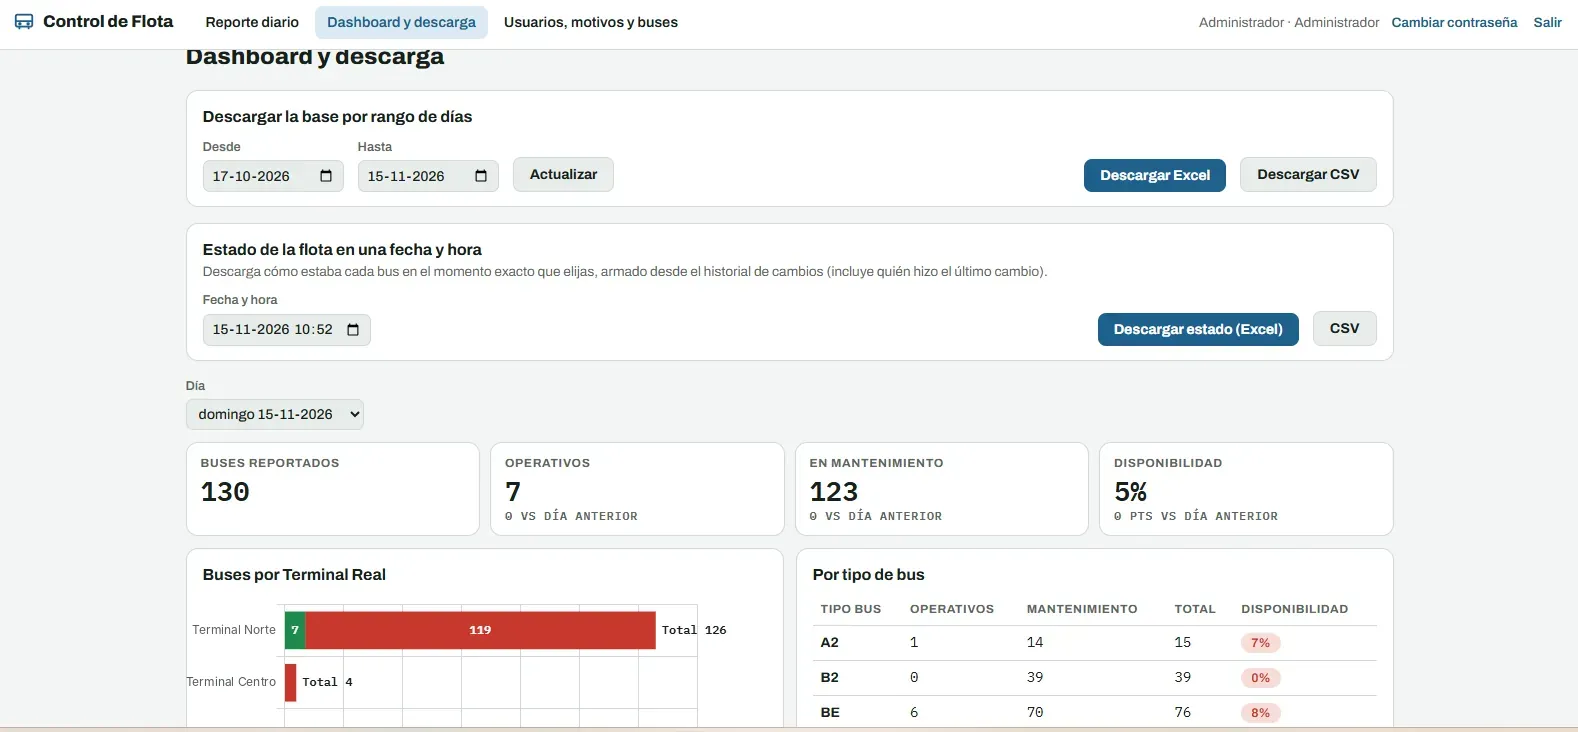 Control de Flota Reporte diario Dashboard y descarga Usuarios, motivos y buses Administrador · Administrador Cambiar contraseña Salir
Dashboard y descarga
Descargar la base por rango de días
Desde Hasta
17-10-2026 15-11-2026 Actualizar Descargar Excel Descargar CSV
Estado de la flota en una fecha y hora
Descarga cómo estaba cada bus en el momento exacto que elijas, armado desde el historial de cambios (incluye quién hizo el último cambio).
Fecha y hora
15-11-2026 10:52 Descargar estado (Excel) CSV
Día
domingo 15-11-2026
BUSES REPORTADOS
130
OPERATIVOS
7
0 VS DÍA ANTERIOR
EN MANTENIMIENTO
123
0 VS DÍA ANTERIOR
DISPONIBILIDAD
5%
0 PTS VS DÍA ANTERIOR
Buses por Terminal Real
Terminal Norte 7 119 Total 126
Terminal Centro Total 4
Por tipo de bus
TIPO BUS OPERATIVOS MANTENIMIENTO TOTAL DISPONIBILIDAD
A2 1 14 15 7%
B2 0 39 39 0%
BE 6 70 76 8%